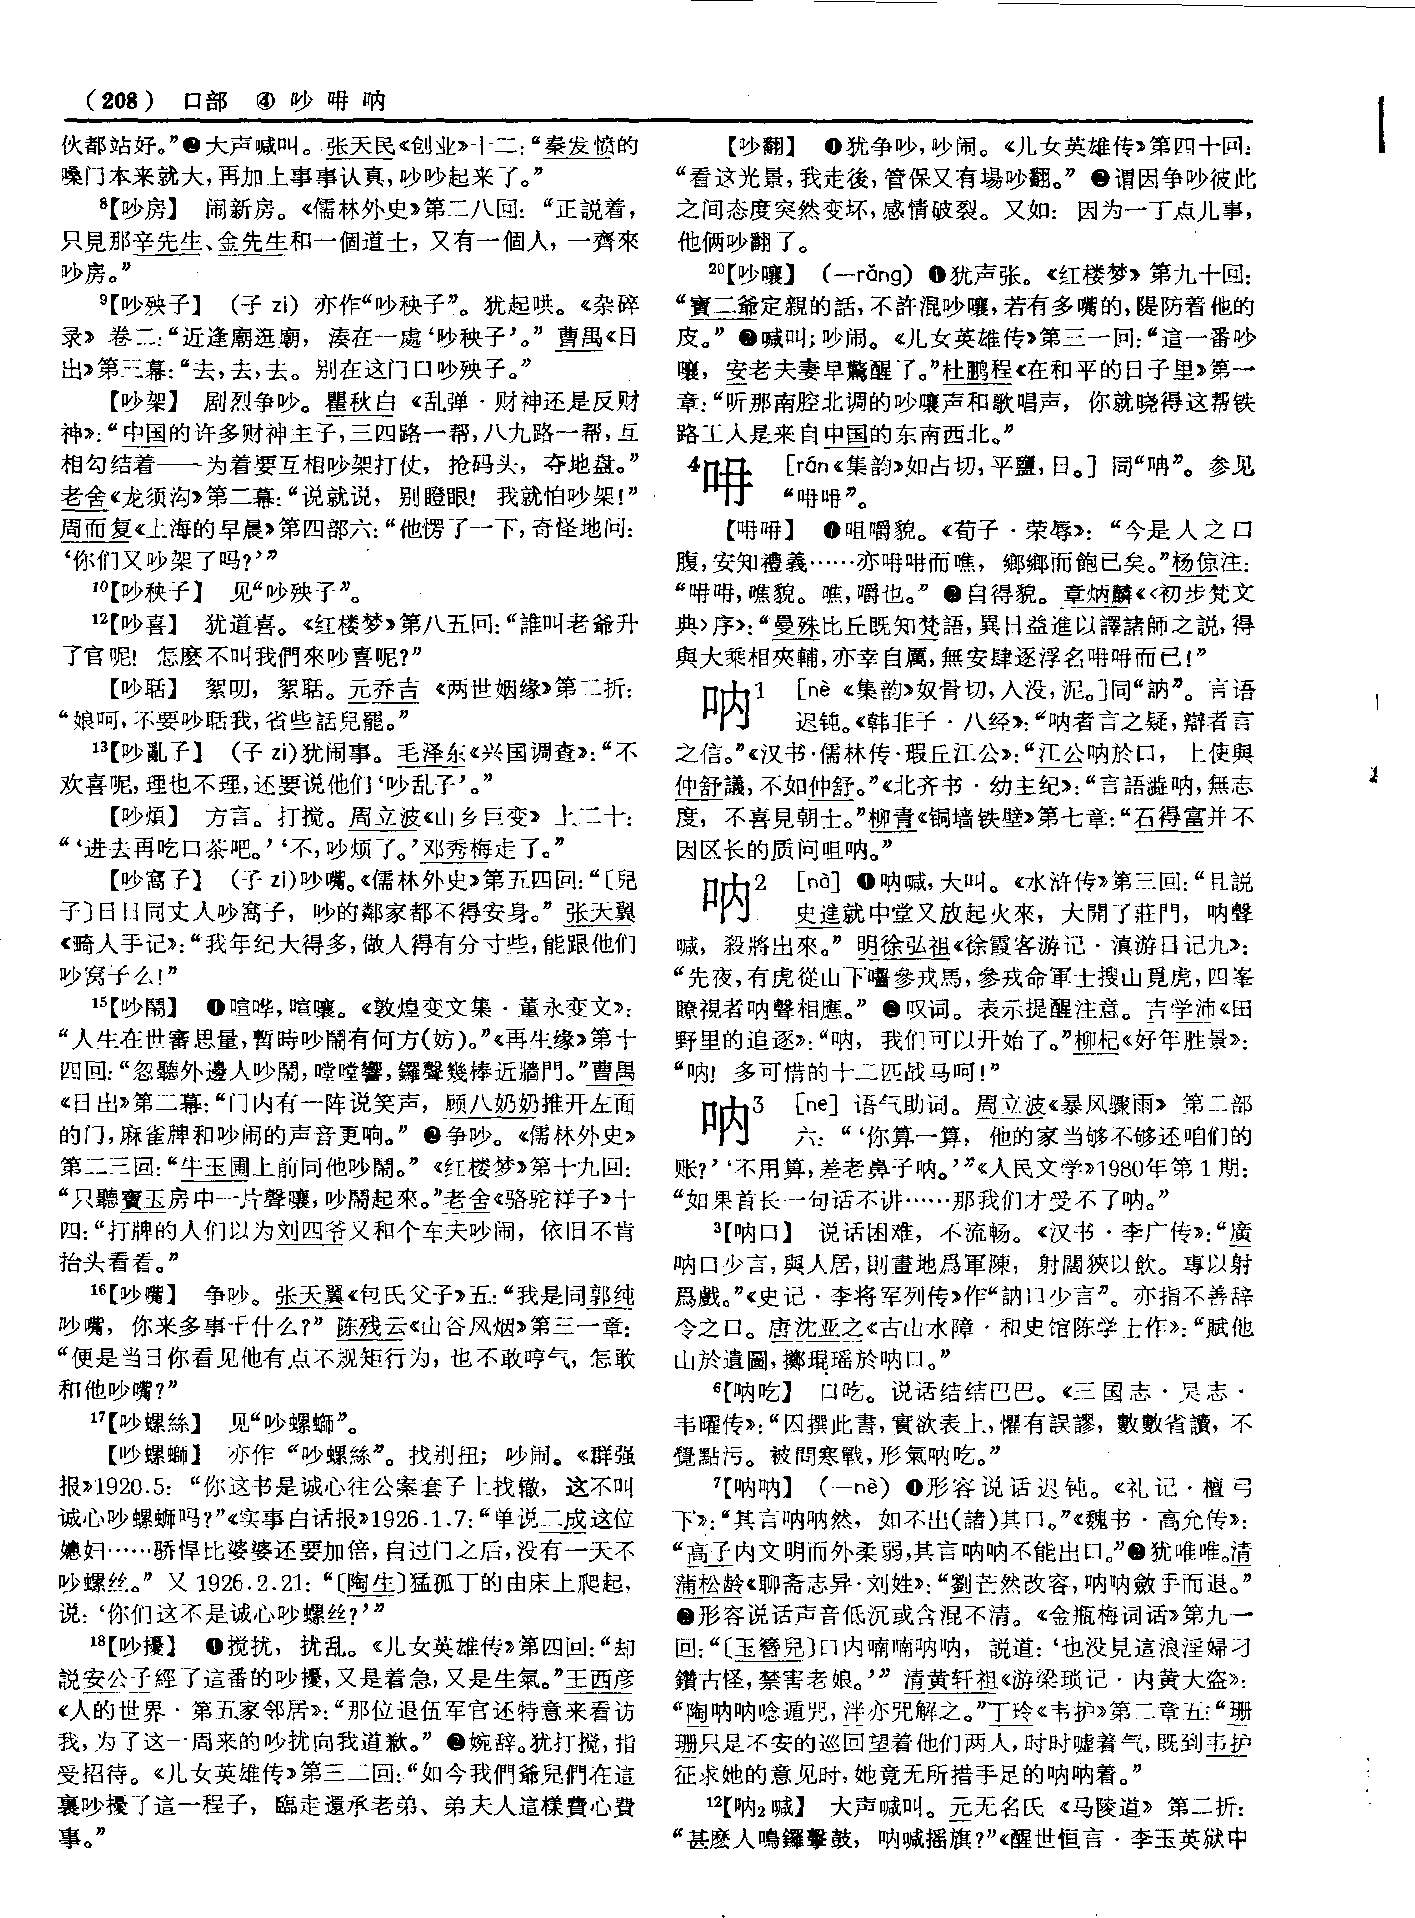 (208) 口部 ④ 吵 呥 呐
伙都站好。”❷大声喊叫。张天民《创业》十二：“秦发愤的
嗓门本来就大，再加上事事认真，吵吵起来了。”
8【吵房】 闹新房。《儒林外史》第二八回：“正説着，
只見那辛先生、金先生和一個道士，又有一個人，一齊來
吵房。”
9【吵殃子】 (子 zi) 亦作“吵秧子”。犹起哄。《杂碎
录》卷二：“近逢廟逛廟，湊在一處‘吵秧子’。”曹禺《日
出》第三幕：“去，去，去。别在这门口吵殃子。”
【吵架】 剧烈争吵。瞿秋白《乱弹·财神还是反财
神》：“中国的许多财神主子，三四路一帮，八九路一帮，互
相勾结着——为着要互相吵架打仗，抢码头，夺地盘。”
老舍《龙须沟》第二幕：“说就说，别瞪眼！我就怕吵架！”
周而复《上海的早晨》第四部六：“他愣了一下，奇怪地问：
‘你们又吵架了吗？’”
10【吵秧子】 见“吵殃子”。
12【吵喜】 犹道喜。《红楼梦》第八五回：“誰叫老爺升
了官呢！怎麽不叫我們來吵喜呢？”
【吵聒】 絮叨，絮聒。元乔吉《两世姻缘》第二折：
“娘呵，不要吵聒我，省些話兒罷。”
13【吵亂子】 (子 zi)犹闹事。毛泽东《兴国调查》：“不
欢喜呢，理也不理，还要说他们‘吵乱子’。”
【吵煩】 方言。打搅。周立波《山乡巨变》上二十：
“‘进去再吃口茶吧。’‘不，吵烦了。’邓秀梅走了。”
【吵窩子】 (子 zi)吵嘴。《儒林外史》第五四回：“〔兒
子〕日日同丈人吵窩子，吵的鄰家都不得安身。”张天翼
《畸人手记》：“我年纪大得多，做人得有分寸些，能跟他们
吵窝子么！”
15【吵鬧】 ❶喧哗，喧嚷。《敦煌变文集·董永变文》：
“人生在世審思量，暫時吵鬧有何方(妨)。”《再生缘》第十
四回：“忽聽外邊人吵鬧，噹噹響，鑼聲幾棒近牆門。”曹禺
《日出》第二幕：“门内有一阵说笑声，顾八奶奶推开左面
的门，麻雀牌和吵闹的声音更响。”❷争吵。《儒林外史》
第二三回：“牛玉圃上前同他吵鬧。”《红楼梦》第十九回：
“只聽寶玉房中一片聲嚷，吵鬧起來。”老舍《骆驼祥子》十
四：“打牌的人们以为刘四爷又和个车夫吵闹，依旧不肯
抬头看看。”
16【吵嘴】 争吵。张天翼《包氏父子》五：“我是同郭纯
吵嘴，你来多事干什么？”陈残云《山谷风烟》第三一章：
“便是当日你看见他有点不规矩行为，也不敢哼气，怎敢
和他吵嘴？”
17【吵螺絲】 见“吵螺螄”。
【吵螺螄】 亦作“吵螺絲”。找别扭；吵闹。《群强
报》1920.5：“你这书是诚心往公案套子上找辙，这不叫
诚心吵螺螄吗？”《实事白话报》1926.1.7：“单说二成这位
媳妇……骄悍比婆婆还要加倍，自过门之后，没有一天不
吵螺丝。”又1926.2.21：“〔陶生〕猛孤丁的由床上爬起，
说：‘你们这不是诚心吵螺丝？’”
18【吵擾】 ❶搅扰，扰乱。《儿女英雄传》第四回：“却
説安公子經了這番的吵擾，又是着急，又是生氣。”王西彦
《人的世界·第五家邻居》：“那位退伍军官还特意来看访
我，为了这一周来的吵扰向我道歉。”❷婉辞。犹打搅，指
受招待。《儿女英雄传》第三二回：“如今我們爺兒們在這
裏吵擾了這一程子，臨走還承老弟、弟夫人這樣費心費
事。”
【吵翻】 ❶犹争吵，吵闹。《儿女英雄传》第四十回：
“看這光景，我走後，管保又有場吵翻。”❷谓因争吵彼此
之间态度突然变坏，感情破裂。又如：因为一丁点儿事，
他俩吵翻了。
20【吵嚷】 (—rǎng) ❶犹声张。《红楼梦》第九十回：
“寶二爺定親的話，不許混吵嚷，若有多嘴的，隄防着他的
皮。”❷喊叫；吵闹。《儿女英雄传》第三一回：“這一番吵
嚷，安老夫妻早驚醒了。”杜鹏程《在和平的日子里》第一
章：“听那南腔北调的吵嚷声和歌唱声，你就晓得这帮铁
路工人是来自中国的东南西北。”
4呥 [rán《集韵》如占切，平鹽，日。]同“呐”。参见
“呥呥”。
【呥呥】 ❶咀嚼貌。《荀子·荣辱》：“今是人之口
腹，安知禮義……亦呥呥而噍，鄉鄉而飽已矣。”杨倞注：
“呥呥，噍貌。噍，嚼也。”❷自得貌。章炳麟《〈初步梵文
典〉序》：“曼殊比丘既知梵語，異日益進以譯諸師之説，得
與大乘相夾輔，亦幸自厲，無安肆逐浮名呥呥而已！”
呐1 [nè《集韵》奴骨切，入没，泥。]同“訥”。言语
迟钝。《韩非子·八经》：“呐者言之疑，辯者言
之信。”《汉书·儒林传·瑕丘江公》：“江公呐於口，上使與
仲舒議，不如仲舒。”《北齐书·幼主纪》：“言語澁呐，無志
度，不喜見朝士。”柳青《铜墙铁壁》第七章：“石得富并不
因区长的质问咀呐。”
呐2 [nà] ❶呐喊，大叫。《水浒传》第三回：“且説
史進就中堂又放起火來，大開了莊門，呐聲
喊，殺將出來。”明徐弘祖《徐霞客游记·滇游日记九》：
“先夜，有虎從山下囓參戎馬，參戎命軍士搜山覓虎，四峯
瞭視者呐聲相應。”❷叹词。表示提醒注意。吉学沛《田
野里的追逐》：“呐，我们可以开始了。”柳杞《好年胜景》：
“呐！多可惜的十二匹战马呵！”
呐3 [ne] 语气助词。周立波《暴风骤雨》第二部
六：“‘你算一算，他的家当够不够还咱们的
账？’‘不用算，差老鼻子呐。’”《人民文学》1980年第1期：
“如果首长一句话不讲……那我们才受不了呐。”
3【呐口】 说话困难，不流畅。《汉书·李广传》：“廣
呐口少言，與人居，則畫地爲軍陳，射闊狹以飲。專以射
爲戲。”《史记·李将军列传》作“訥口少言”。亦指不善辞
令之口。唐沈亚之《古山水障·和史馆陈学士作》：“賦他
山於遺圖，擲琨瑶於呐口。”
6【呐吃】 口吃。说话结结巴巴。《三国志·吴志·
韦曜传》：“囚撰此書，實欲表上，懼有誤謬，數數省讀，不
覺點污。被問寒戰，形氣呐吃。”
7【呐呐】 (—nè) ❶形容说话迟钝。《礼记·檀弓
下》：“其言呐呐然，如不出(諸)其口。”《魏书·高允传》：
“高子内文明而外柔弱，其言呐呐不能出口。”❷犹唯唯。清
蒲松龄《聊斋志异·刘姓》：“劉芒然改容，呐呐斂手而退。”
❸形容说话声音低沉或含混不清。《金瓶梅词话》第九一
回：“〔玉簪兒〕口内喃喃呐呐，説道：‘也没見這浪淫婦刁
鑽古怪，禁害老娘。’”清黄轩祖《游梁琐记·内黄大盗》：
“陶呐呐唸遁咒，泮亦咒解之。”丁玲《韦护》第二章五：“珊
珊只是不安的巡回望着他们两人，时时嘘着气，既到韦护
征求她的意见时，她竟无所措手足的呐呐着。”
12【呐2喊】 大声喊叫。元无名氏《马陵道》第二折：
“甚麽人鳴鑼擊鼓，呐喊摇旗？”《醒世恒言·李玉英狱中